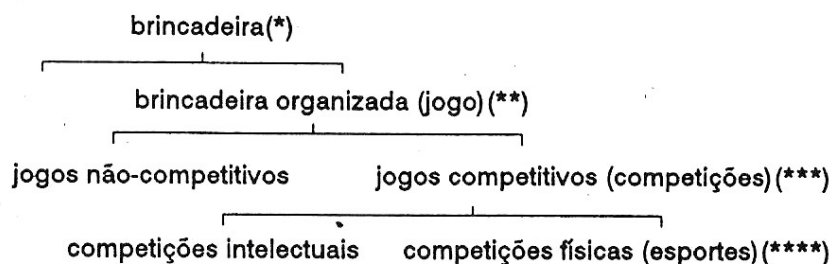 brincadeira(*)
brincadeira organizada (jogo)(**)
jogos não-competitivos jogos competitivos (competições)(***)
competições intelectuais competições físicas (esportes)(****)